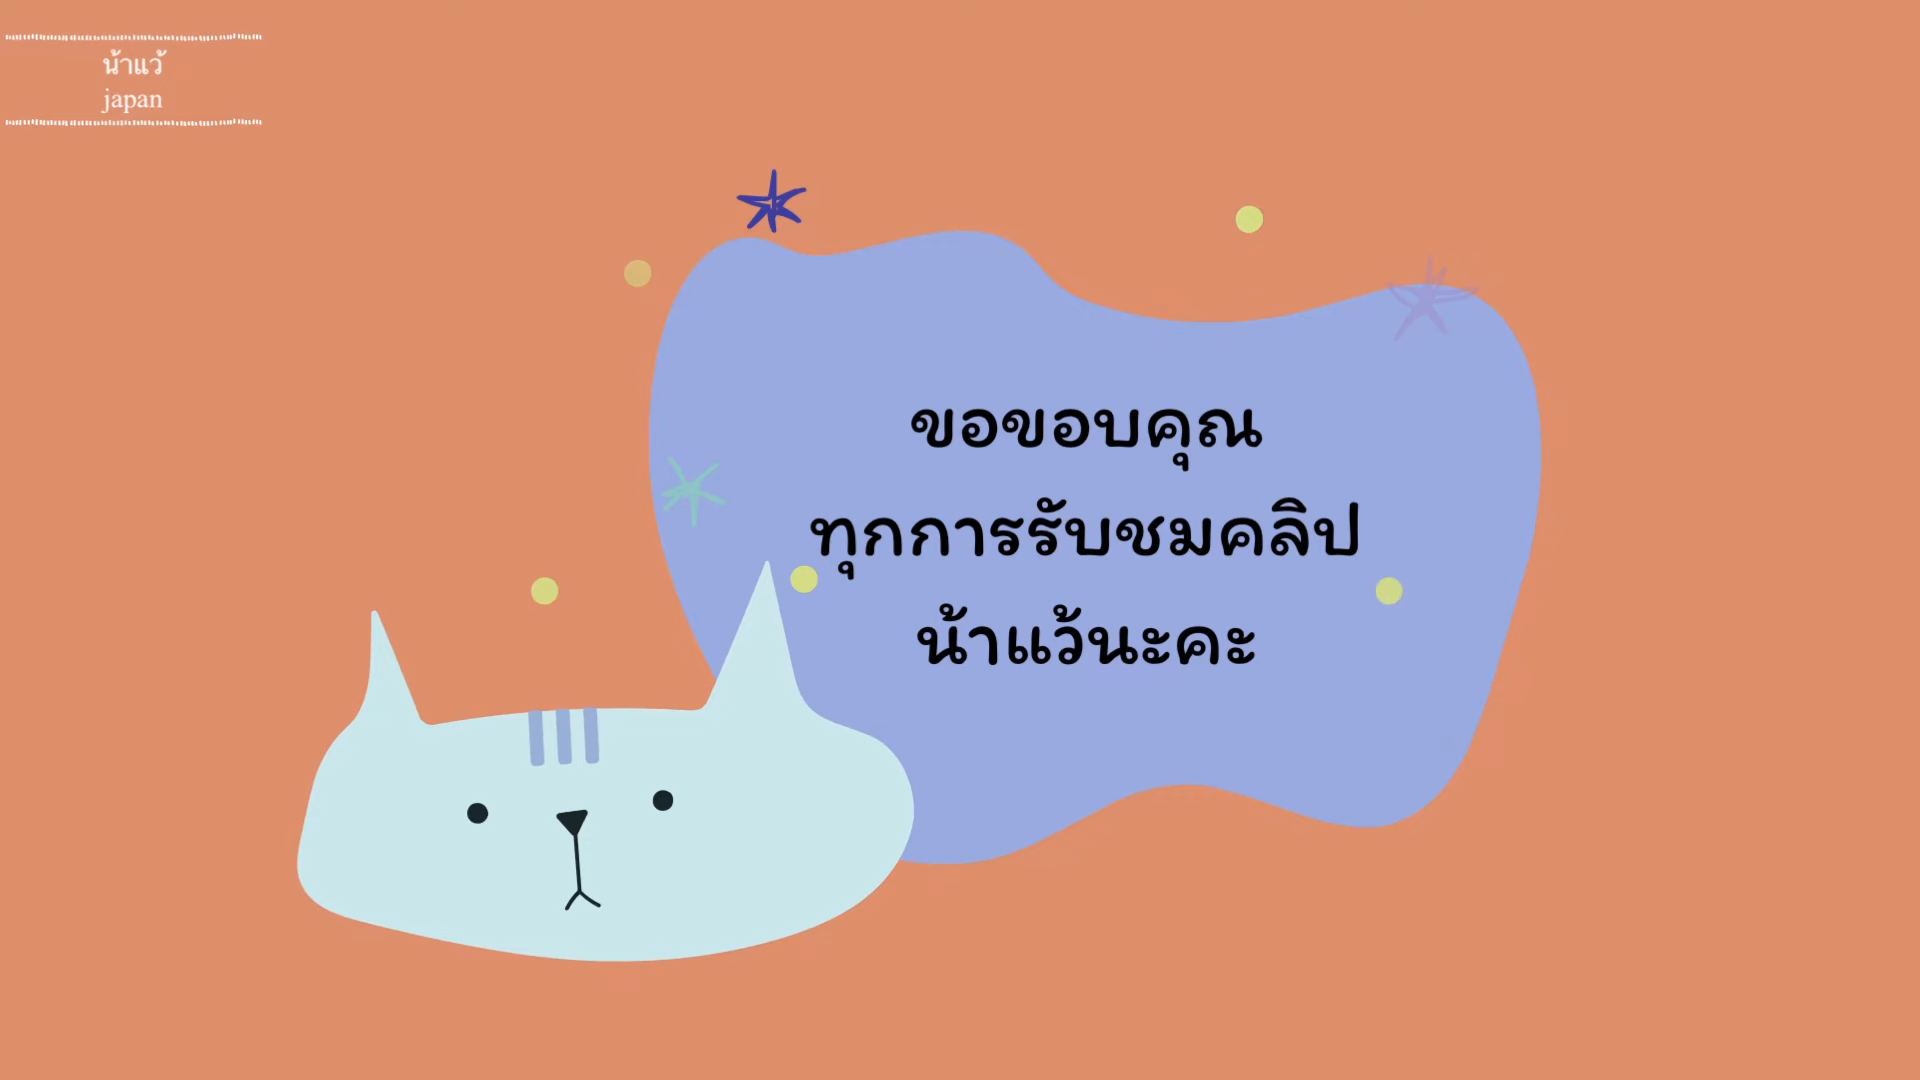 น้าแว้
japan
ขอขอบคุณ
ทุกการรับชมคลิป
น้าแว้นะคะ